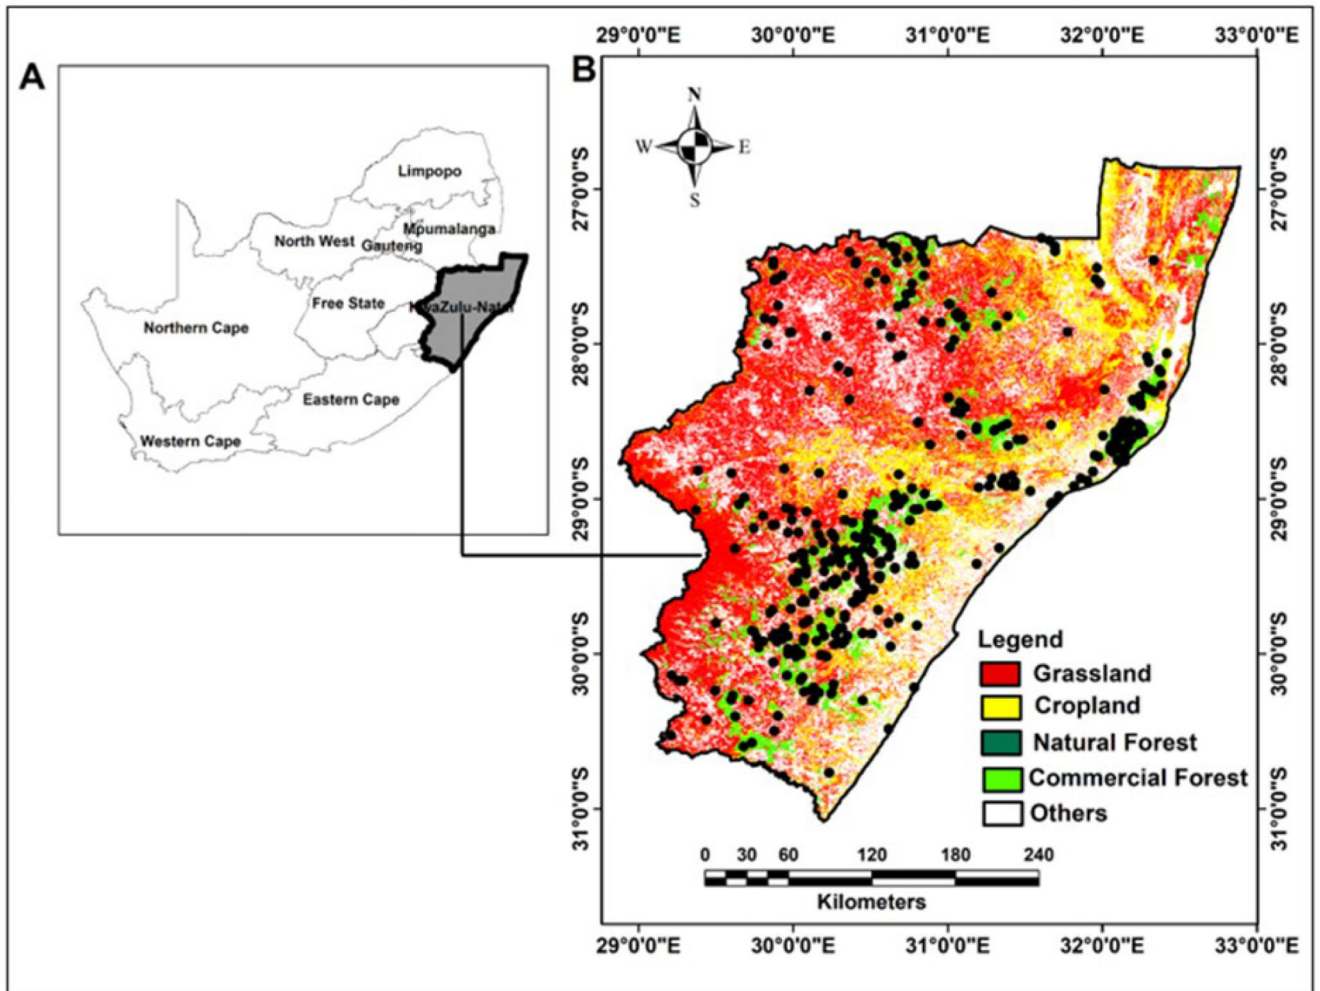 A
Limpopo
Mpumalanga
North West
Gauteng
Free State
KwaZulu-Natal
Northern Cape
Eastern Cape
Western Cape
B
29°0'0"E 30°0'0"E 31°0'0"E 32°0'0"E 33°0'0"E
N
W E
S
27°0'0"S 27°0'0"S
28°0'0"S 28°0'0"S
29°0'0"S 29°0'0"S
30°0'0"S 30°0'0"S
31°0'0"S 31°0'0"S
Legend
Grassland
Cropland
Natural Forest
Commercial Forest
Others
0 30 60 120 180 240
Kilometers
29°0'0"E 30°0'0"E 31°0'0"E 32°0'0"E 33°0'0"E